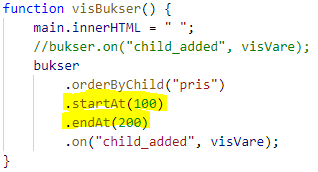 function visBukser() {
main.innerHTML = " ";
//bukser.on("child_added", visVare);
bukser
.orderByChild("pris")
.startAt(100)
.endAt(200)
.on("child_added", visVare);
}